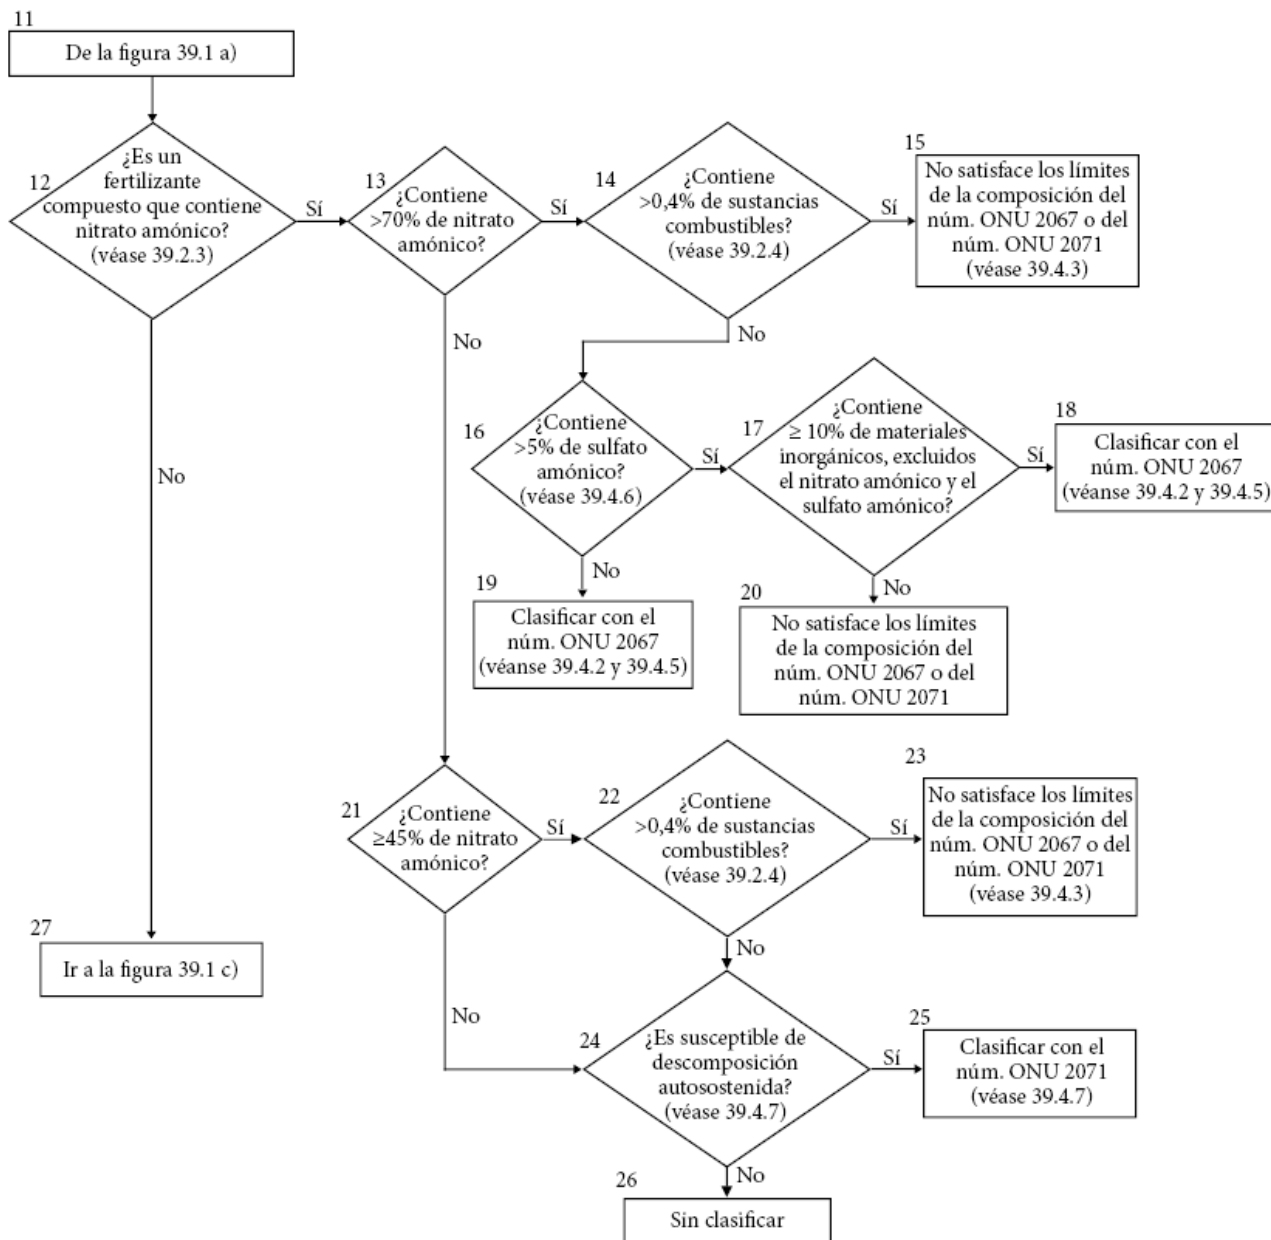 11
De la figura 39.1 a)
12
¿Es un
fertilizante
compuesto que contiene
nitrato amónico?
(véase 39.2.3)
Sí
13
¿Contiene
>70% de nitrato
amónico?
Sí
14
¿Contiene
>0,4% de sustancias
combustibles?
(véase 39.2.4)
Sí
15
No satisface los límites
de la composición del
núm. ONU 2067 o del
núm. ONU 2071
(véase 39.4.3)
No
No
No
16
¿Contiene
>5% de sulfato
amónico?
(véase 39.4.6)
Sí
17
¿Contiene
≥ 10% de materiales
inorgánicos, excluidos
el nitrato amónico y el
sulfato amónico?
Sí
18
Clasificar con el
núm. ONU 2067
(véanse 39.4.2 y 39.4.5)
No
No
19
Clasificar con el
núm. ONU 2067
(véanse 39.4.2 y 39.4.5)
20
No satisface los límites
de la composición del
núm. ONU 2067 o del
núm. ONU 2071
21
¿Contiene
≥45% de nitrato
amónico?
Sí
22
¿Contiene
>0,4% de sustancias
combustibles?
(véase 39.2.4)
Sí
23
No satisface los límites
de la composición del
núm. ONU 2067 o del
núm. ONU 2071
(véase 39.4.3)
27
Ir a la figura 39.1 c)
No
No
24
¿Es susceptible de
descomposición
autosostenida?
(véase 39.4.7)
Sí
25
Clasificar con el
núm. ONU 2071
(véase 39.4.7)
No
26
Sin clasificar